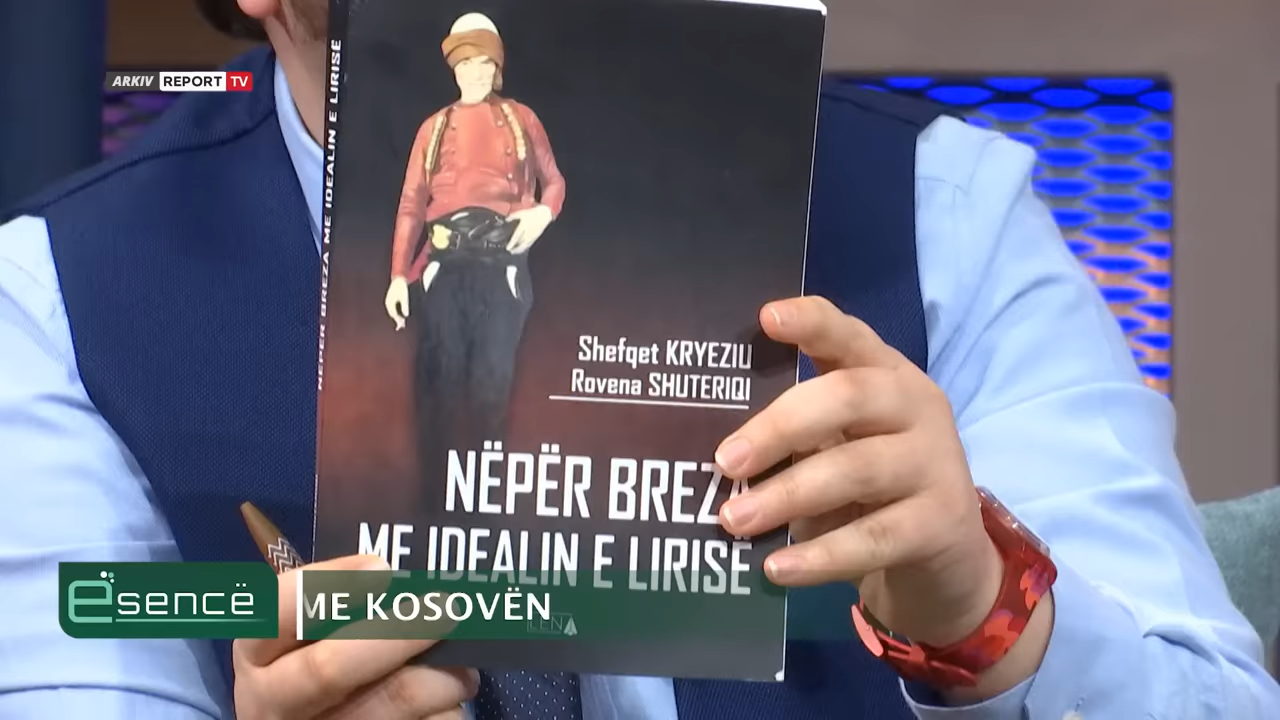 ARKIV REPORT TV
NËPËR BREZA ME IDEALIN E LIRISË
Shefqet KRYEZIU
Rovena SHUTERIQI
NËPËR BREZA
ME IDEALIN E LIRISË
ësencë
ME KOSOVËN